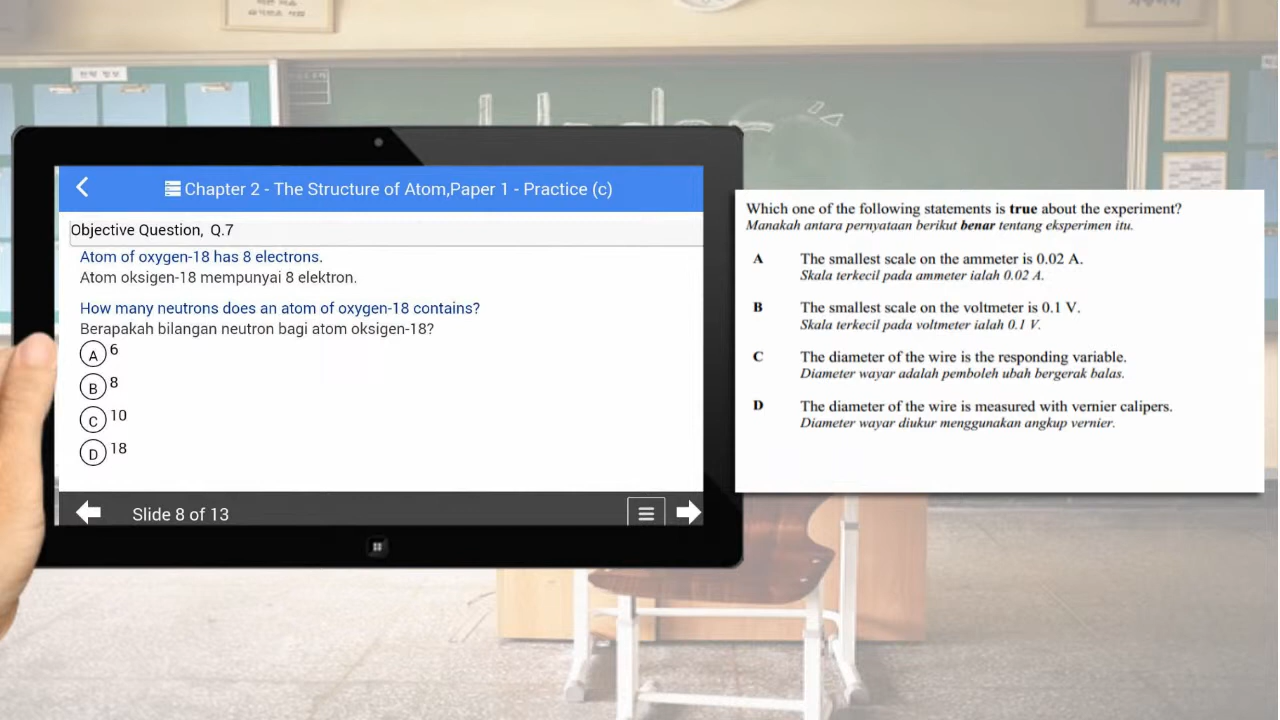 Chapter 2 - The Structure of Atom,Paper 1 - Practice (c)
Objective Question, Q.7
Atom of oxygen-18 has 8 electrons.
Atom oksigen-18 mempunyai 8 elektron.
How many neutrons does an atom of oxygen-18 contains?
Berapakah bilangan neutron bagi atom oksigen-18?
A 6
B 8
C 10
D 18
Slide 8 of 13
Which one of the following statements is true about the experiment?
Manakah antara pernyataan berikut benar tentang eksperimen itu.
A The smallest scale on the ammeter is 0.02 A.
Skala terkecil pada ammeter ialah 0.02 A.
B The smallest scale on the voltmeter is 0.1 V.
Skala terkecil pada voltmeter ialah 0.1 V.
C The diameter of the wire is the responding variable.
Diameter wayar adalah pemboleh ubah bergerak balas.
D The diameter of the wire is measured with vernier calipers.
Diameter wayar diukur menggunakan angkup vernier.